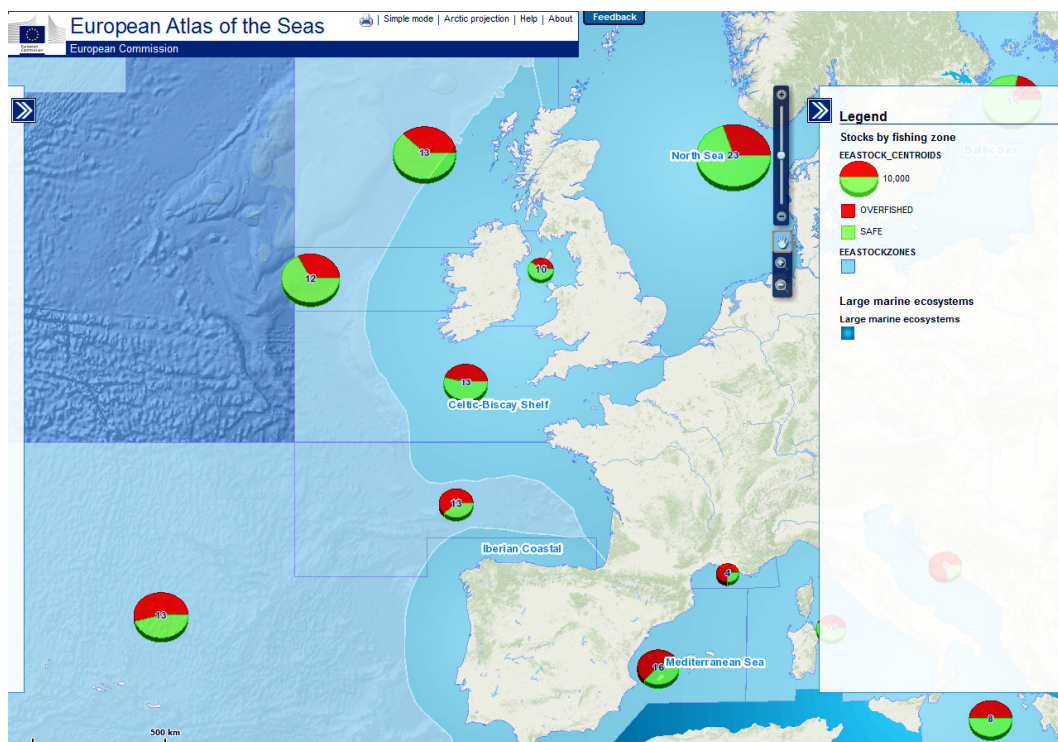 European Atlas of the Seas
European Commission
European
Commission
Simple mode | Arctic projection | Help | About
Feedback
13
North Sea 23
Baltic Sea
12
10
13
Celtic-Biscay Shelf
13
Iberian Coastal
4
13
16
Mediterranean Sea
8
500 km
Legend
Stocks by fishing zone
EEASTOCK_CENTROIDS
10,000
OVERFISHED
SAFE
EEASTOCKZONES
Large marine ecosystems
Large marine ecosystems